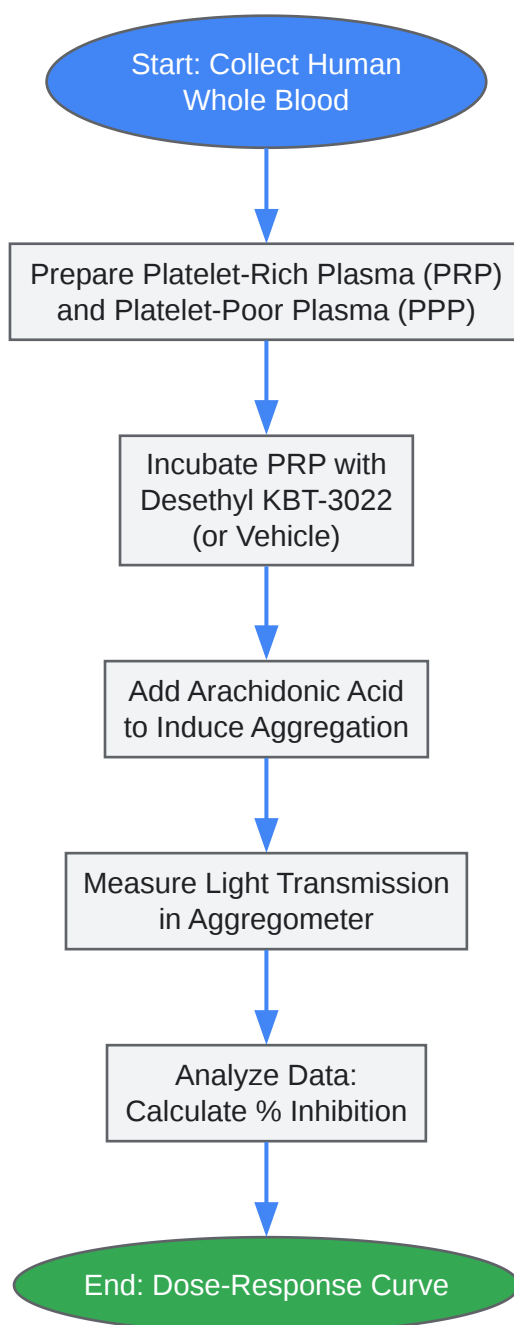 Start: Collect Human
Whole Blood
Prepare Platelet-Rich Plasma (PRP)
and Platelet-Poor Plasma (PPP)
Incubate PRP with
Desethyl KBT-3022
(or Vehicle)
Add Arachidonic Acid
to Induce Aggregation
Measure Light Transmission
in Aggregometer
Analyze Data:
Calculate % Inhibition
End: Dose-Response Curve